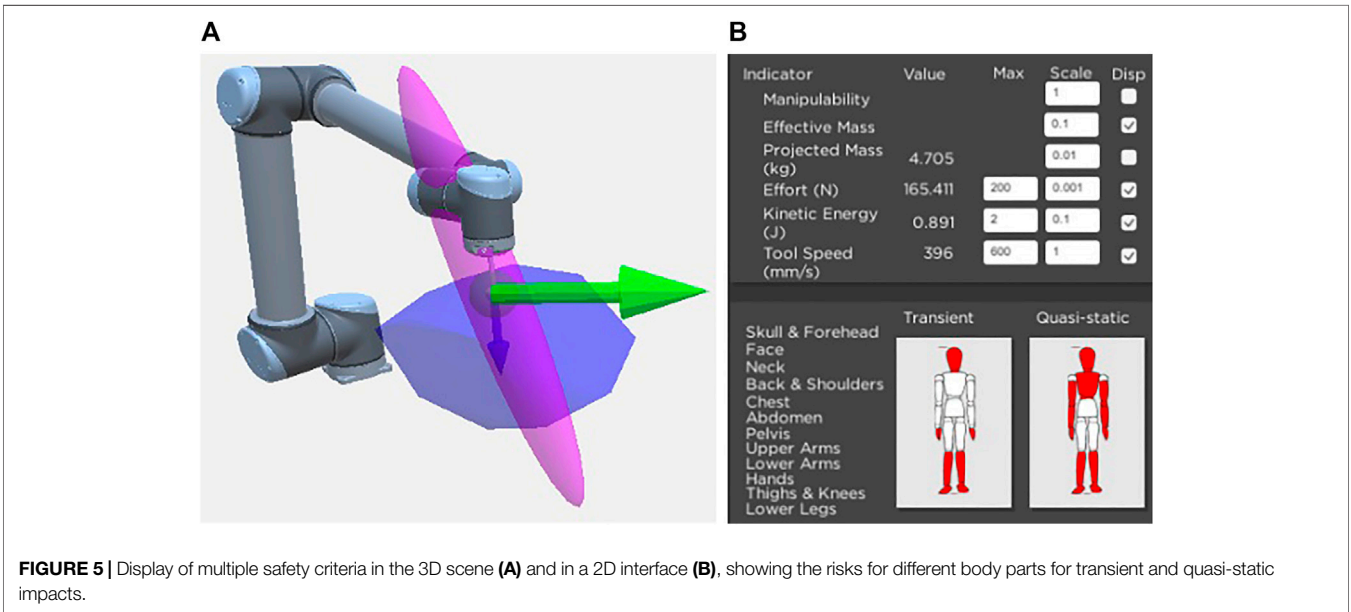 A
B
Indicator Value Max Scale Disp
Manipulability 1
Effective Mass 0.1
Projected Mass
(kg) 4.705 0.01
Effort (N) 165.411 200 0.001
Kinetic Energy
(J) 0.891 2 0.1
Tool Speed
(mm/s) 396 600 1
Transient Quasi-static
Skull & Forehead
Face
Neck
Back & Shoulders
Chest
Abdomen
Pelvis
Upper Arms
Lower Arms
Hands
Thighs & Knees
Lower Legs
FIGURE 5 | Display of multiple safety criteria in the 3D scene (A) and in a 2D interface (B), showing the risks for different body parts for transient and quasi-static
impacts.